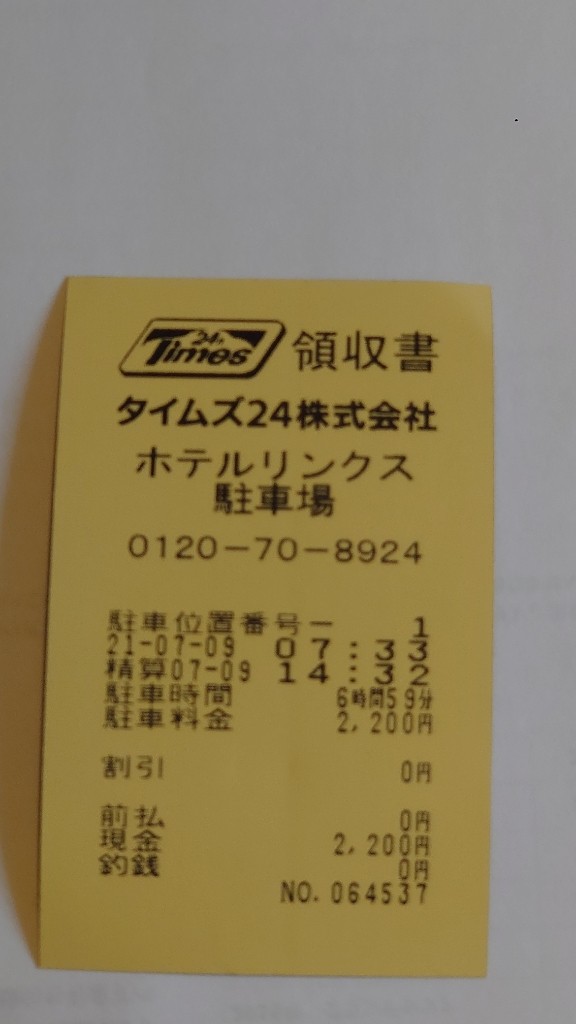 24h
Times 領収書
タイムズ24株式会社
ホテルリンクス
駐車場
0120-70-8924
駐車位置番号ー 1
21-07-09 07:33
精算07-09 14:32
駐車時間 6時間59分
駐車料金 2,200円
割引 0円
前払 0円
現金 2,200円
釣銭 0円
NO.064537